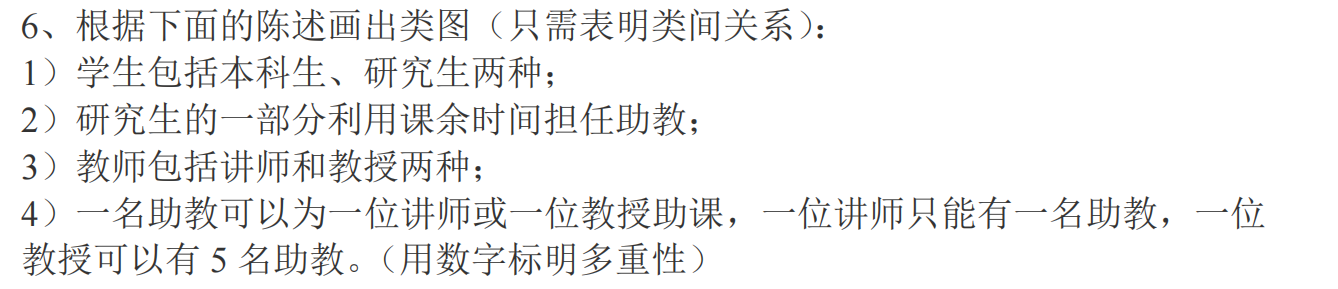 6、根据下面的陈述画出类图（只需表明类间关系）：
1）学生包括本科生、研究生两种；
2）研究生的一部分利用课余时间担任助教；
3）教师包括讲师和教授两种；
4）一名助教可以为一位讲师或一位教授助课，一位讲师只能有一名助教，一位
教授可以有 5 名助教。（用数字标明多重性）